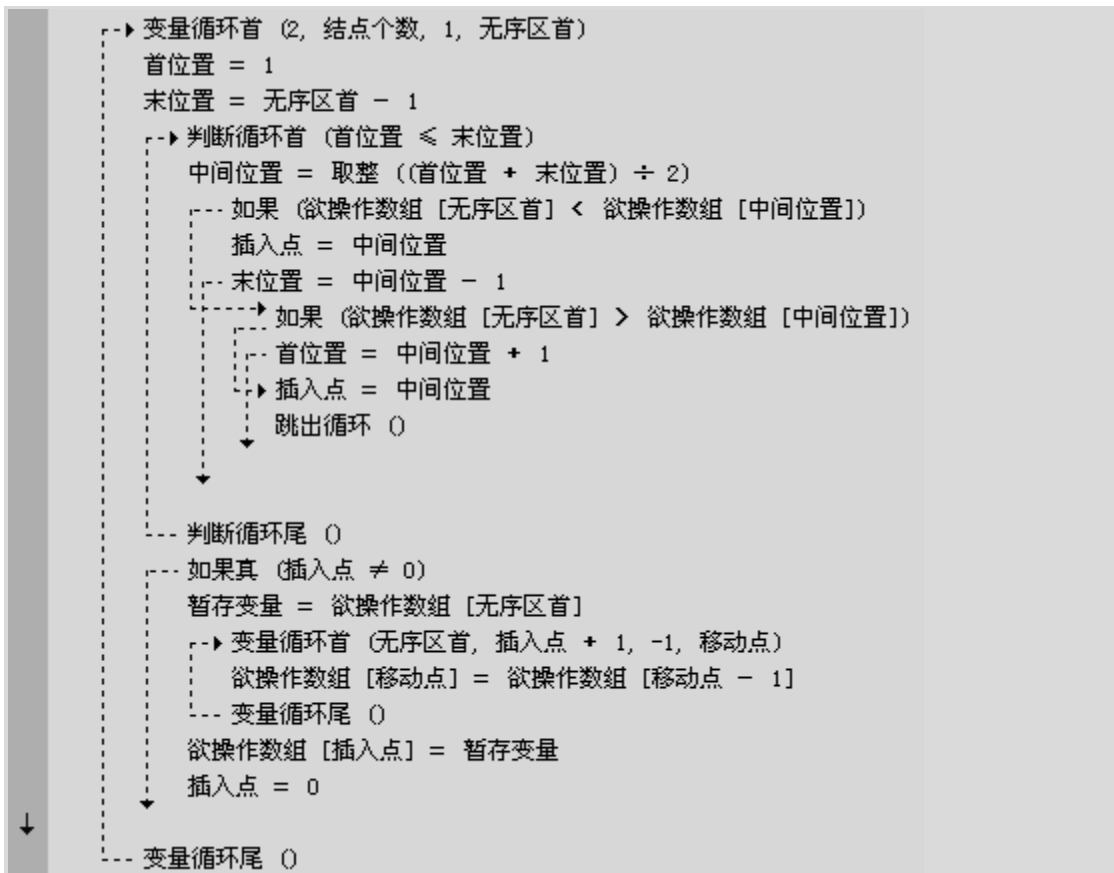 变量循环首 (2, 结点个数, 1, 无序区首)
首位置 = 1
末位置 = 无序区首 - 1
判断循环首 (首位置 ≤ 末位置)
中间位置 = 取整 ((首位置 + 末位置) ÷ 2)
如果 (欲操作数组 [无序区首] < 欲操作数组 [中间位置])
插入点 = 中间位置
末位置 = 中间位置 - 1
如果 (欲操作数组 [无序区首] > 欲操作数组 [中间位置])
首位置 = 中间位置 + 1
插入点 = 中间位置
跳出循环 ()
判断循环尾 ()
如果真 (插入点 ≠ 0)
暂存变量 = 欲操作数组 [无序区首]
变量循环首 (无序区首, 插入点 + 1, -1, 移动点)
欲操作数组 [移动点] = 欲操作数组 [移动点 - 1]
变量循环尾 ()
欲操作数组 [插入点] = 暂存变量
插入点 = 0
变量循环尾 ()